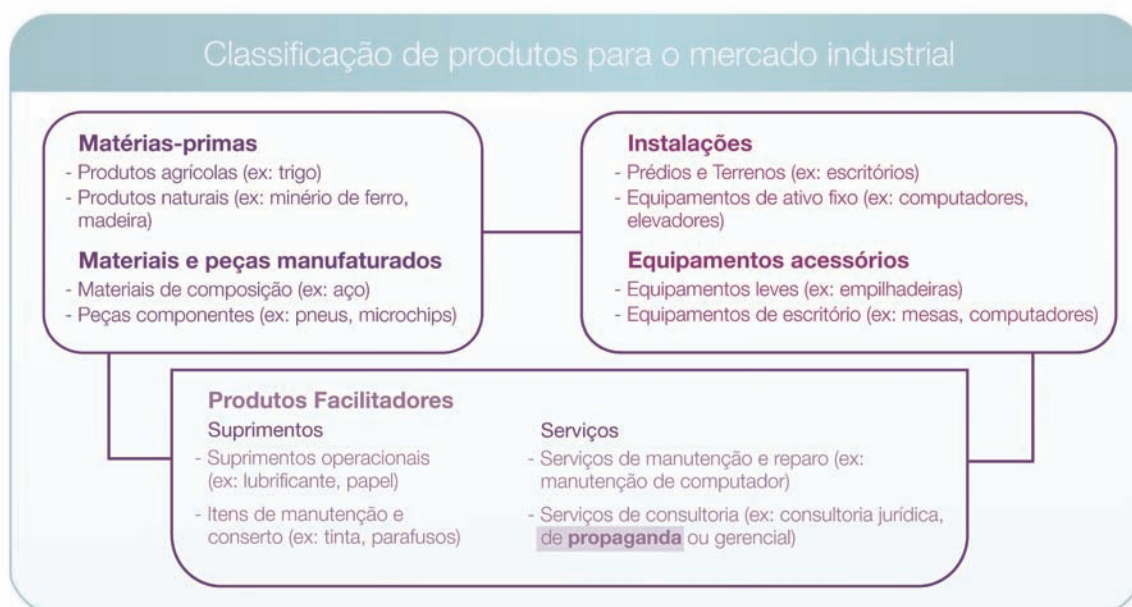 Classificação de produtos para o mercado industrial
Matérias-primas
- Produtos agrícolas (ex: trigo)
- Produtos naturais (ex: minério de ferro,
madeira)
Materiais e peças manufaturados
- Materiais de composição (ex: aço)
- Peças componentes (ex: pneus, microchips)
Instalações
- Prédios e Terrenos (ex: escritórios)
- Equipamentos de ativo fixo (ex: computadores,
elevadores)
Equipamentos acessórios
- Equipamentos leves (ex: empilhadeiras)
- Equipamentos de escritório (ex: mesas, computadores)
Produtos Facilitadores
Suprimentos
- Suprimentos operacionais
(ex: lubrificante, papel)
- Itens de manutenção e
conserto (ex: tinta, parafusos)
Serviços
- Serviços de manutenção e reparo (ex:
manutenção de computador)
- Serviços de consultoria (ex: consultoria jurídica,
de propaganda ou gerencial)